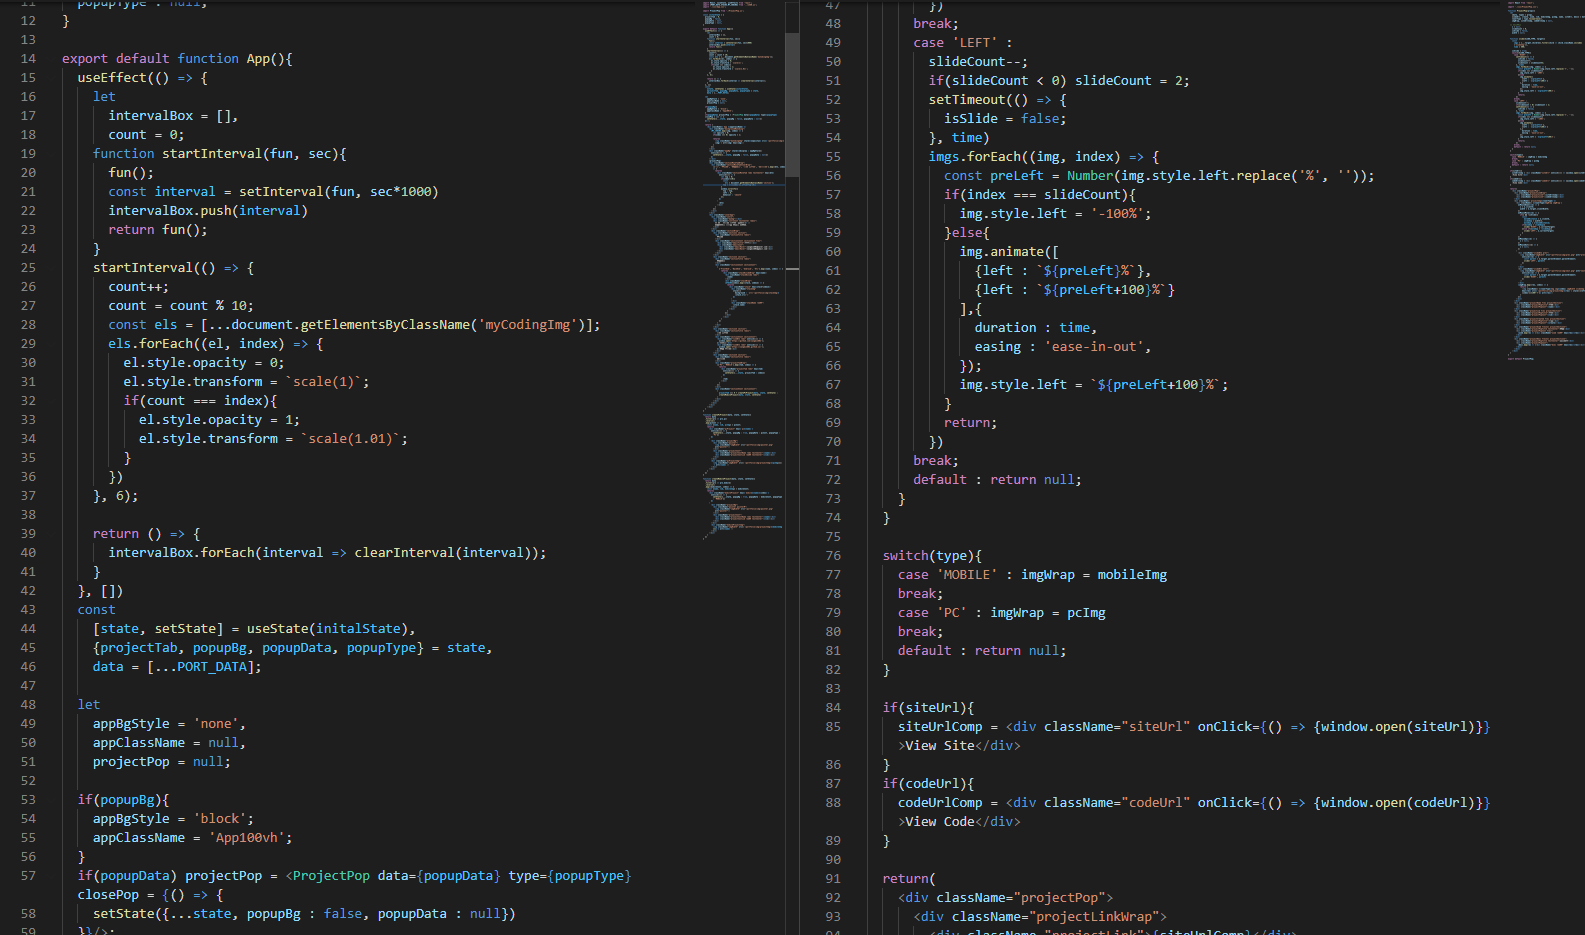 11 popupType : null,
12 }
13
14 export default function App(){
15 useEffect(() => {
16 let
17 intervalBox = [],
18 count = 0;
19 function startInterval(fun, sec){
20 fun();
21 const interval = setInterval(fun, sec*1000)
22 intervalBox.push(interval)
23 return fun();
24 }
25 startInterval(() => {
26 count++;
27 count = count % 10;
28 const els = [...document.getElementsByClassName('myCodingImg')];
29 els.forEach((el, index) => {
30 el.style.opacity = 0;
31 el.style.transform = `scale(1)`;
32 if(count === index){
33 el.style.opacity = 1;
34 el.style.transform = `scale(1.01)`;
35 }
36 })
37 }, 6);
38
39 return () => {
40 intervalBox.forEach(interval => clearInterval(interval));
41 }
42 }, [])
43 const
44 [state, setState] = useState(initalState),
45 {projectTab, popupBg, popupData, popupType} = state,
46 data = [...PORT_DATA];
47
48 let
49 appBgStyle = 'none',
50 appClassName = null,
51 projectPop = null;
52
53 if(popupBg){
54 appBgStyle = 'block';
55 appClassName = 'App100vh';
56 }
57 if(popupData) projectPop = <ProjectPop data={popupData} type={popupType}
closePop = {() => {
58 setState({...state, popupBg : false, popupData : null})
59 }}/>;
47 })
48 break;
49 case 'LEFT' :
50 slideCount--;
51 if(slideCount < 0) slideCount = 2;
52 setTimeout(() => {
53 isSlide = false;
54 }, time)
55 imgs.forEach((img, index) => {
56 const preLeft = Number(img.style.left.replace('%', ''));
57 if(index === slideCount){
58 img.style.left = '-100%';
59 }else{
60 img.animate([
61 {left : `${preLeft}%`},
62 {left : `${preLeft+100}%`}
63 ],{
64 duration : time,
65 easing : 'ease-in-out',
66 });
67 img.style.left = `${preLeft+100}%`;
68 }
69 return;
70 })
71 break;
72 default : return null;
73 }
74 }
75
76 switch(type){
77 case 'MOBILE' : imgWrap = mobileImg
78 break;
79 case 'PC' : imgWrap = pcImg
80 break;
81 default : return null;
82 }
83
84 if(siteUrl){
85 siteUrlComp = <div className="siteUrl" onClick={() => {window.open(siteUrl)}}
>View Site</div>
86 }
87 if(codeUrl){
88 codeUrlComp = <div className="codeUrl" onClick={() => {window.open(codeUrl)}}
>View Code</div>
89 }
90
91 return(
92 <div className="projectPop">
93 <div className="projectLinkWrap">
94 <div className="projectLink">{siteUrlComp}</div>